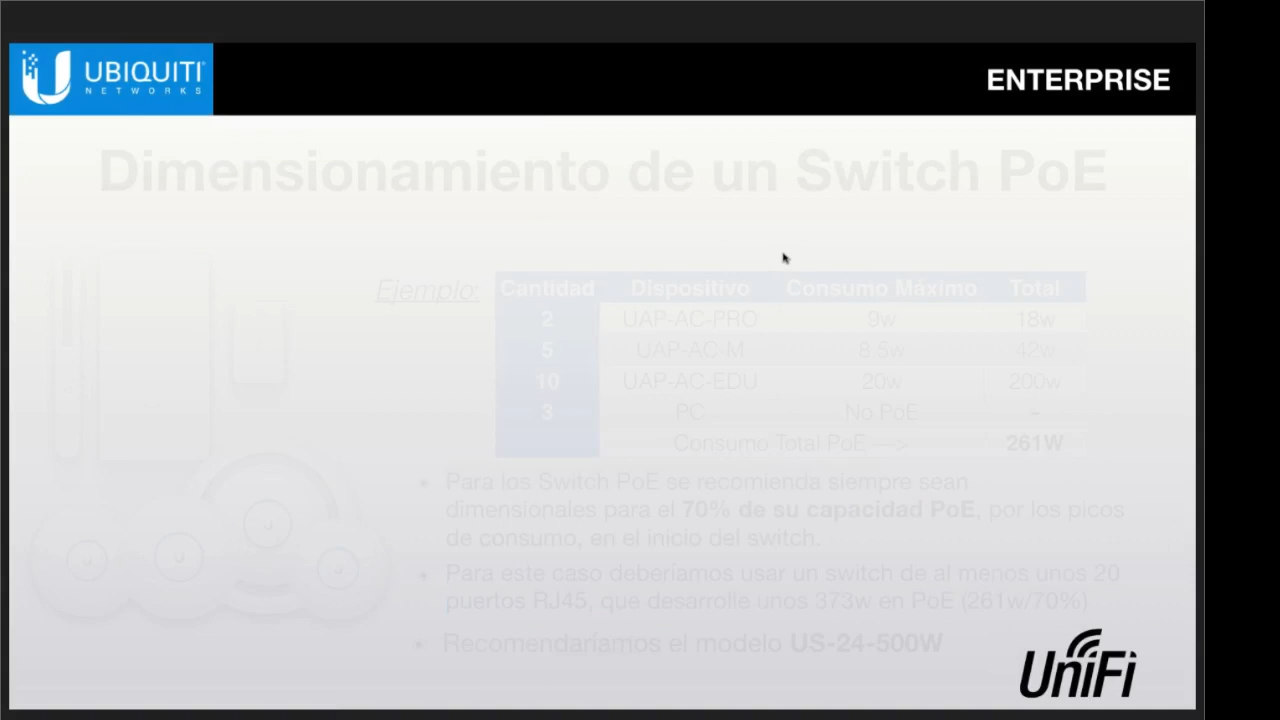 UBIQUITI
NETWORKS
ENTERPRISE
Dimensionamiento de un Switch PoE
Ejemplo:
Cantidad Dispositivo Consumo Máximo Total
2 UAP-AC-PRO 9w 18w
5 UAP-AC-M 8.5w 42w
10 UAP-AC-EDU 20w 200w
3 PC No PoE -
Consumo Total PoE —> 261W
• Para los Switch PoE se recomienda siempre sean
dimensionales para el 70% de su capacidad PoE, por los picos
de consumo, en el inicio del switch.
• Para este caso deberiamos usar un switch de al menos unos 20
puertos RJ45, que desarrolle unos 373w en PoE (261w/70%)
• Recomendaríamos el modelo US-24-500W
UniFi